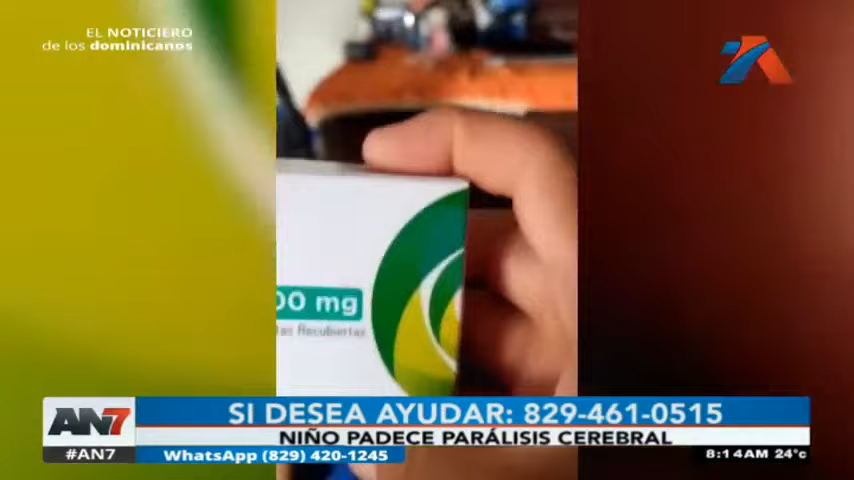 EL NOTICIERO
de los dominicanos
00 mg
tas Recubiertas
AN7
SI DESEA AYUDAR: 829-461-0515
NIÑO PADECE PARÁLISIS CEREBRAL
#AN7
WhatsApp (829) 420-1245
8:14AM 24°c